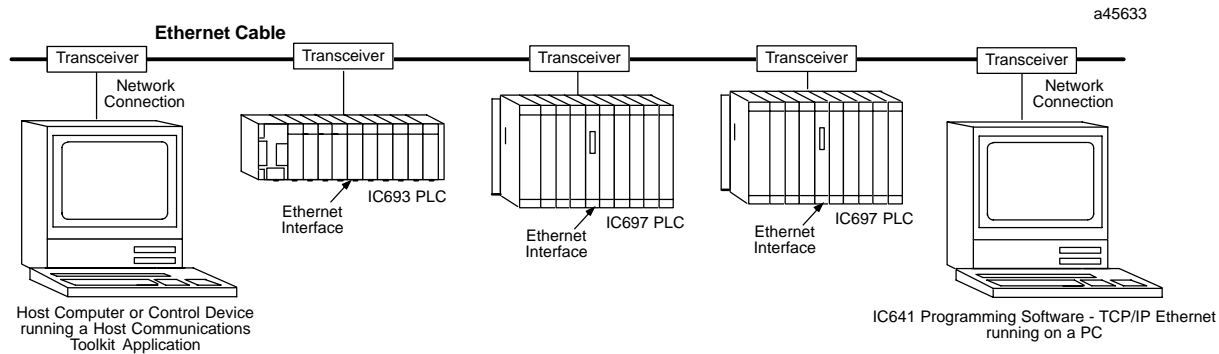 a45633
Ethernet Cable
Transceiver
Transceiver
Transceiver
Transceiver
Transceiver
Network
Connection
Network
Connection
IC693 PLC
Ethernet
Interface
IC697 PLC
Ethernet
Interface
IC697 PLC
Ethernet
Interface
Host Computer or Control Device
running a Host Communications
Toolkit Application
IC641 Programming Software - TCP/IP Ethernet
running on a PC